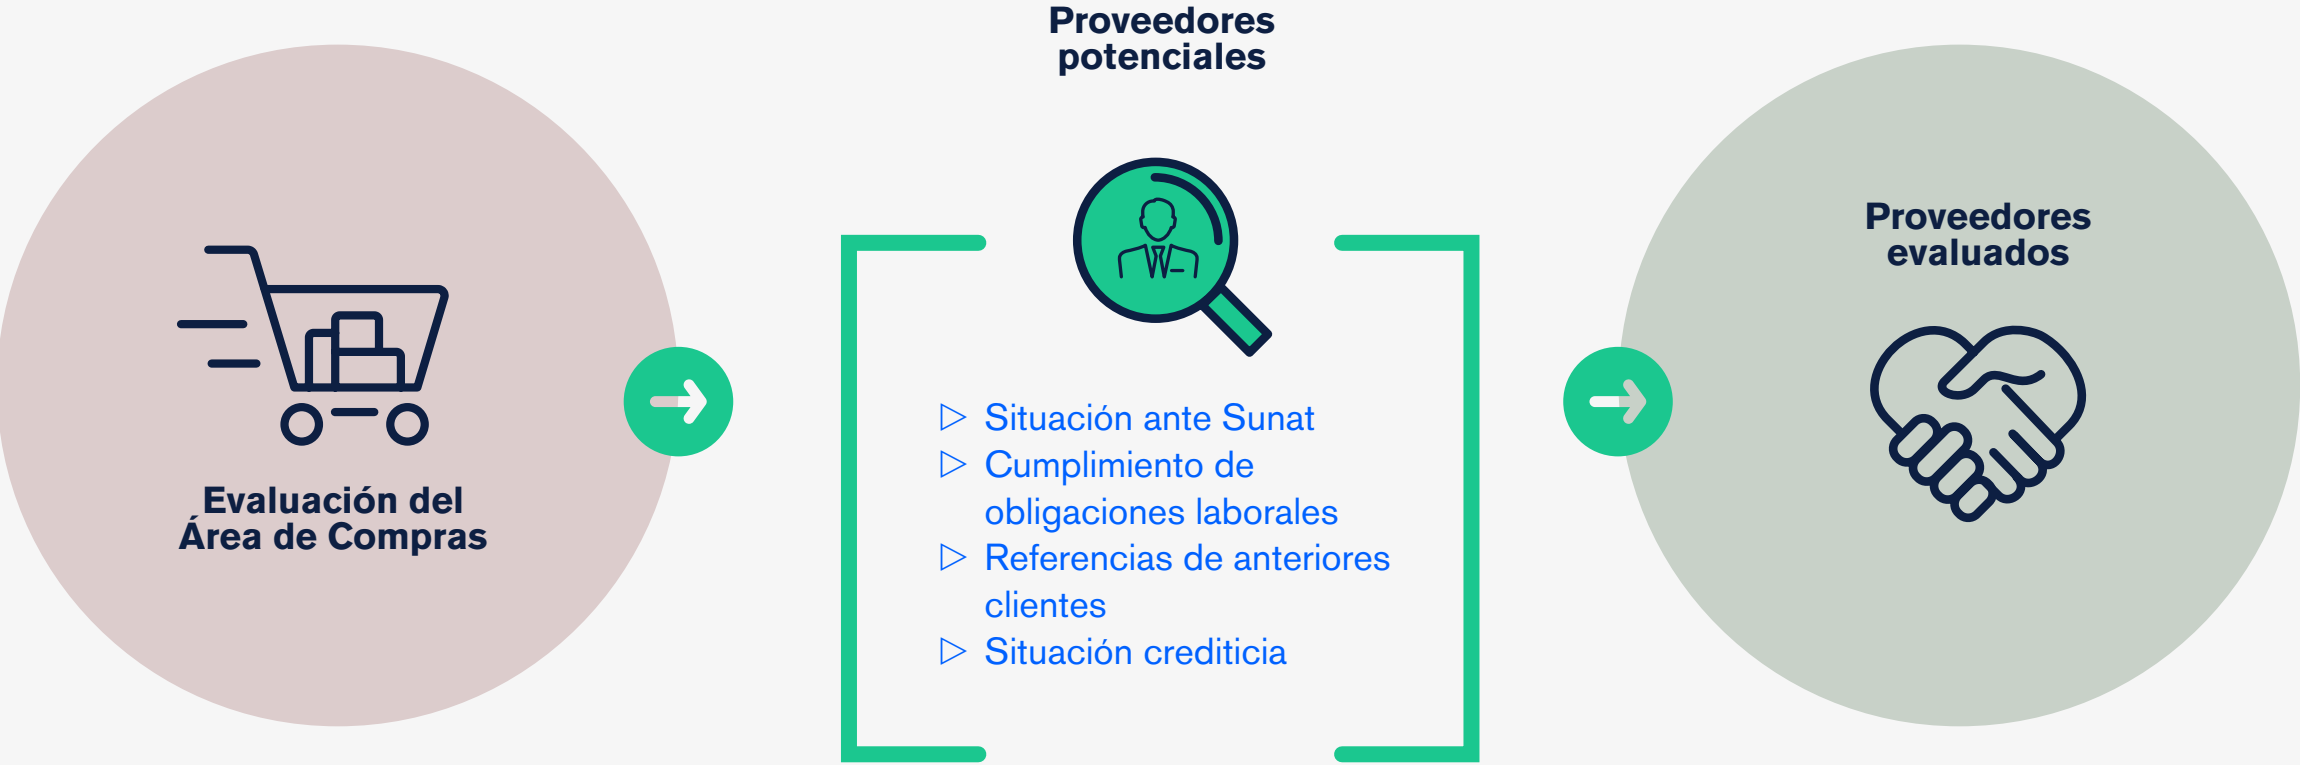 Evaluación del
Área de Compras
Proveedores
potenciales
▷ Situación ante Sunat
▷ Cumplimiento de
obligaciones laborales
▷ Referencias de anteriores
clientes
▷ Situación crediticia
Proveedores
evaluados